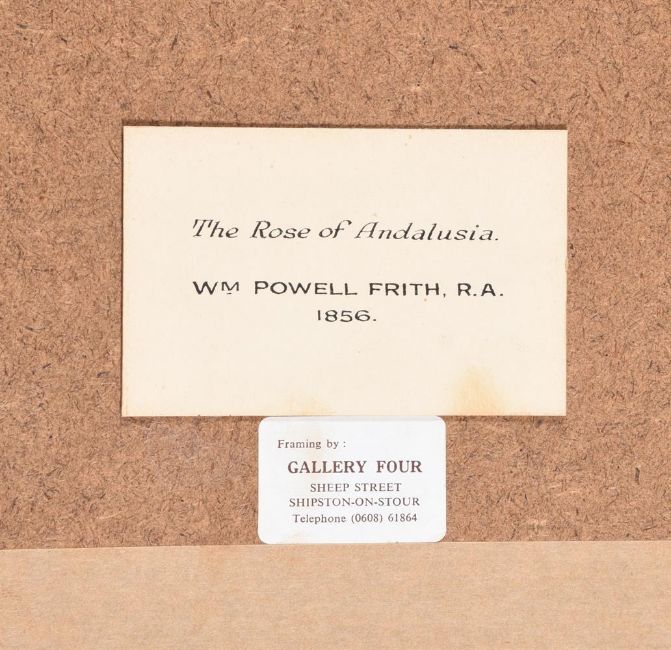 The Rose of Andalusia.
WM POWELL FRITH, R.A.
1856.
Framing by :
GALLERY FOUR
SHEEP STREET
SHIPSTON-ON-STOUR
Telephone (0608) 61864